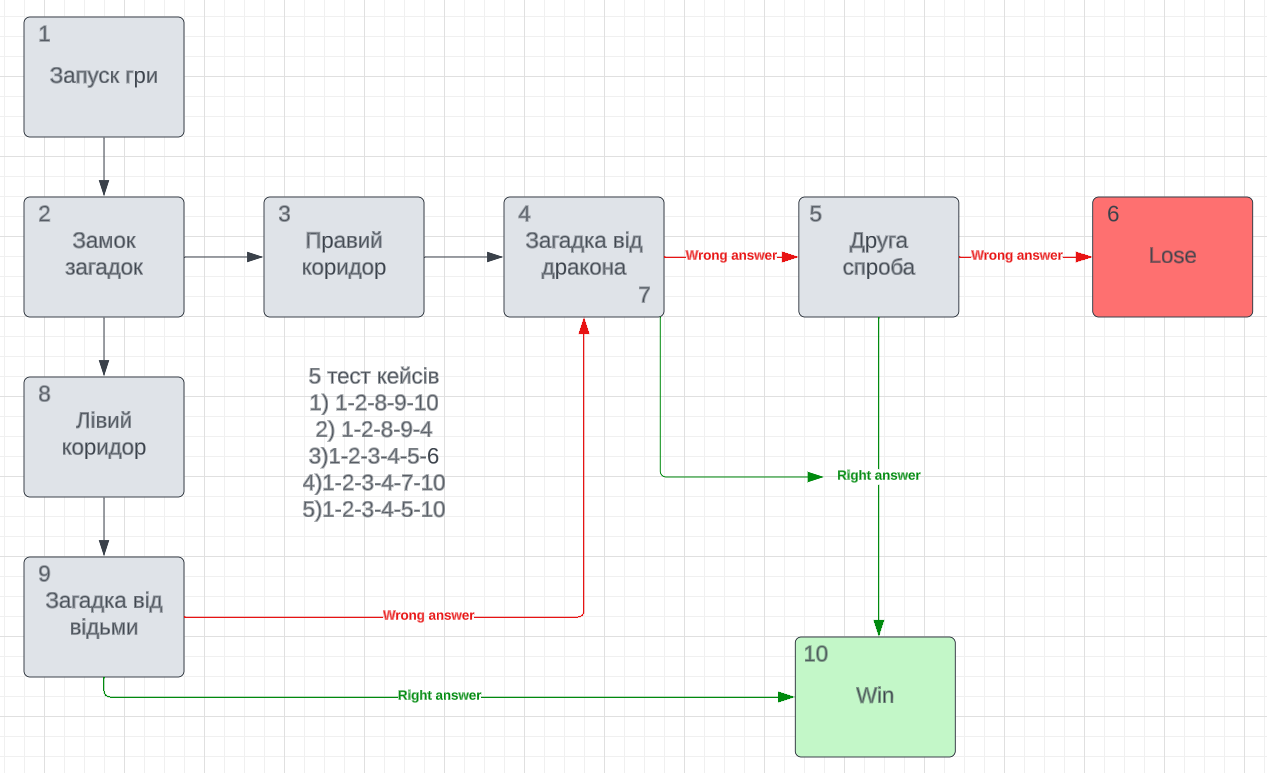 1
Запуск гри
2
Замок
загадок
3
Правий
коридор
4
Загадка від
дракона
7
Wrong answer
5
Друга
спроба
Wrong answer
6
Lose
8
Лівий
коридор
5 тест кейсів
1) 1-2-8-9-10
2) 1-2-8-9-4
3)1-2-3-4-5-6
4)1-2-3-4-7-10
5)1-2-3-4-5-10
Right answer
9
Загадка від
відьми
Wrong answer
Right answer
10
Win